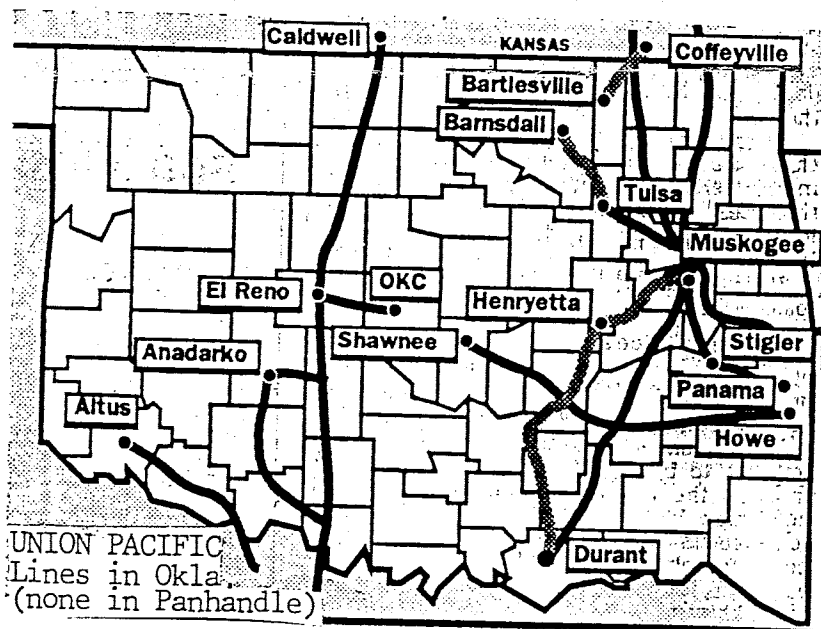 Caldwell
KANSAS
Coffeyville
Bartlesville
Barnsdall
Tulsa
Muskogee
El Reno
OKC
Henryetta
Shawnee
Stigler
Anadarko
Panama
Altus
Howe
Durant
UNION PACIFIC
Lines in Okla.
(none in Panhandle)